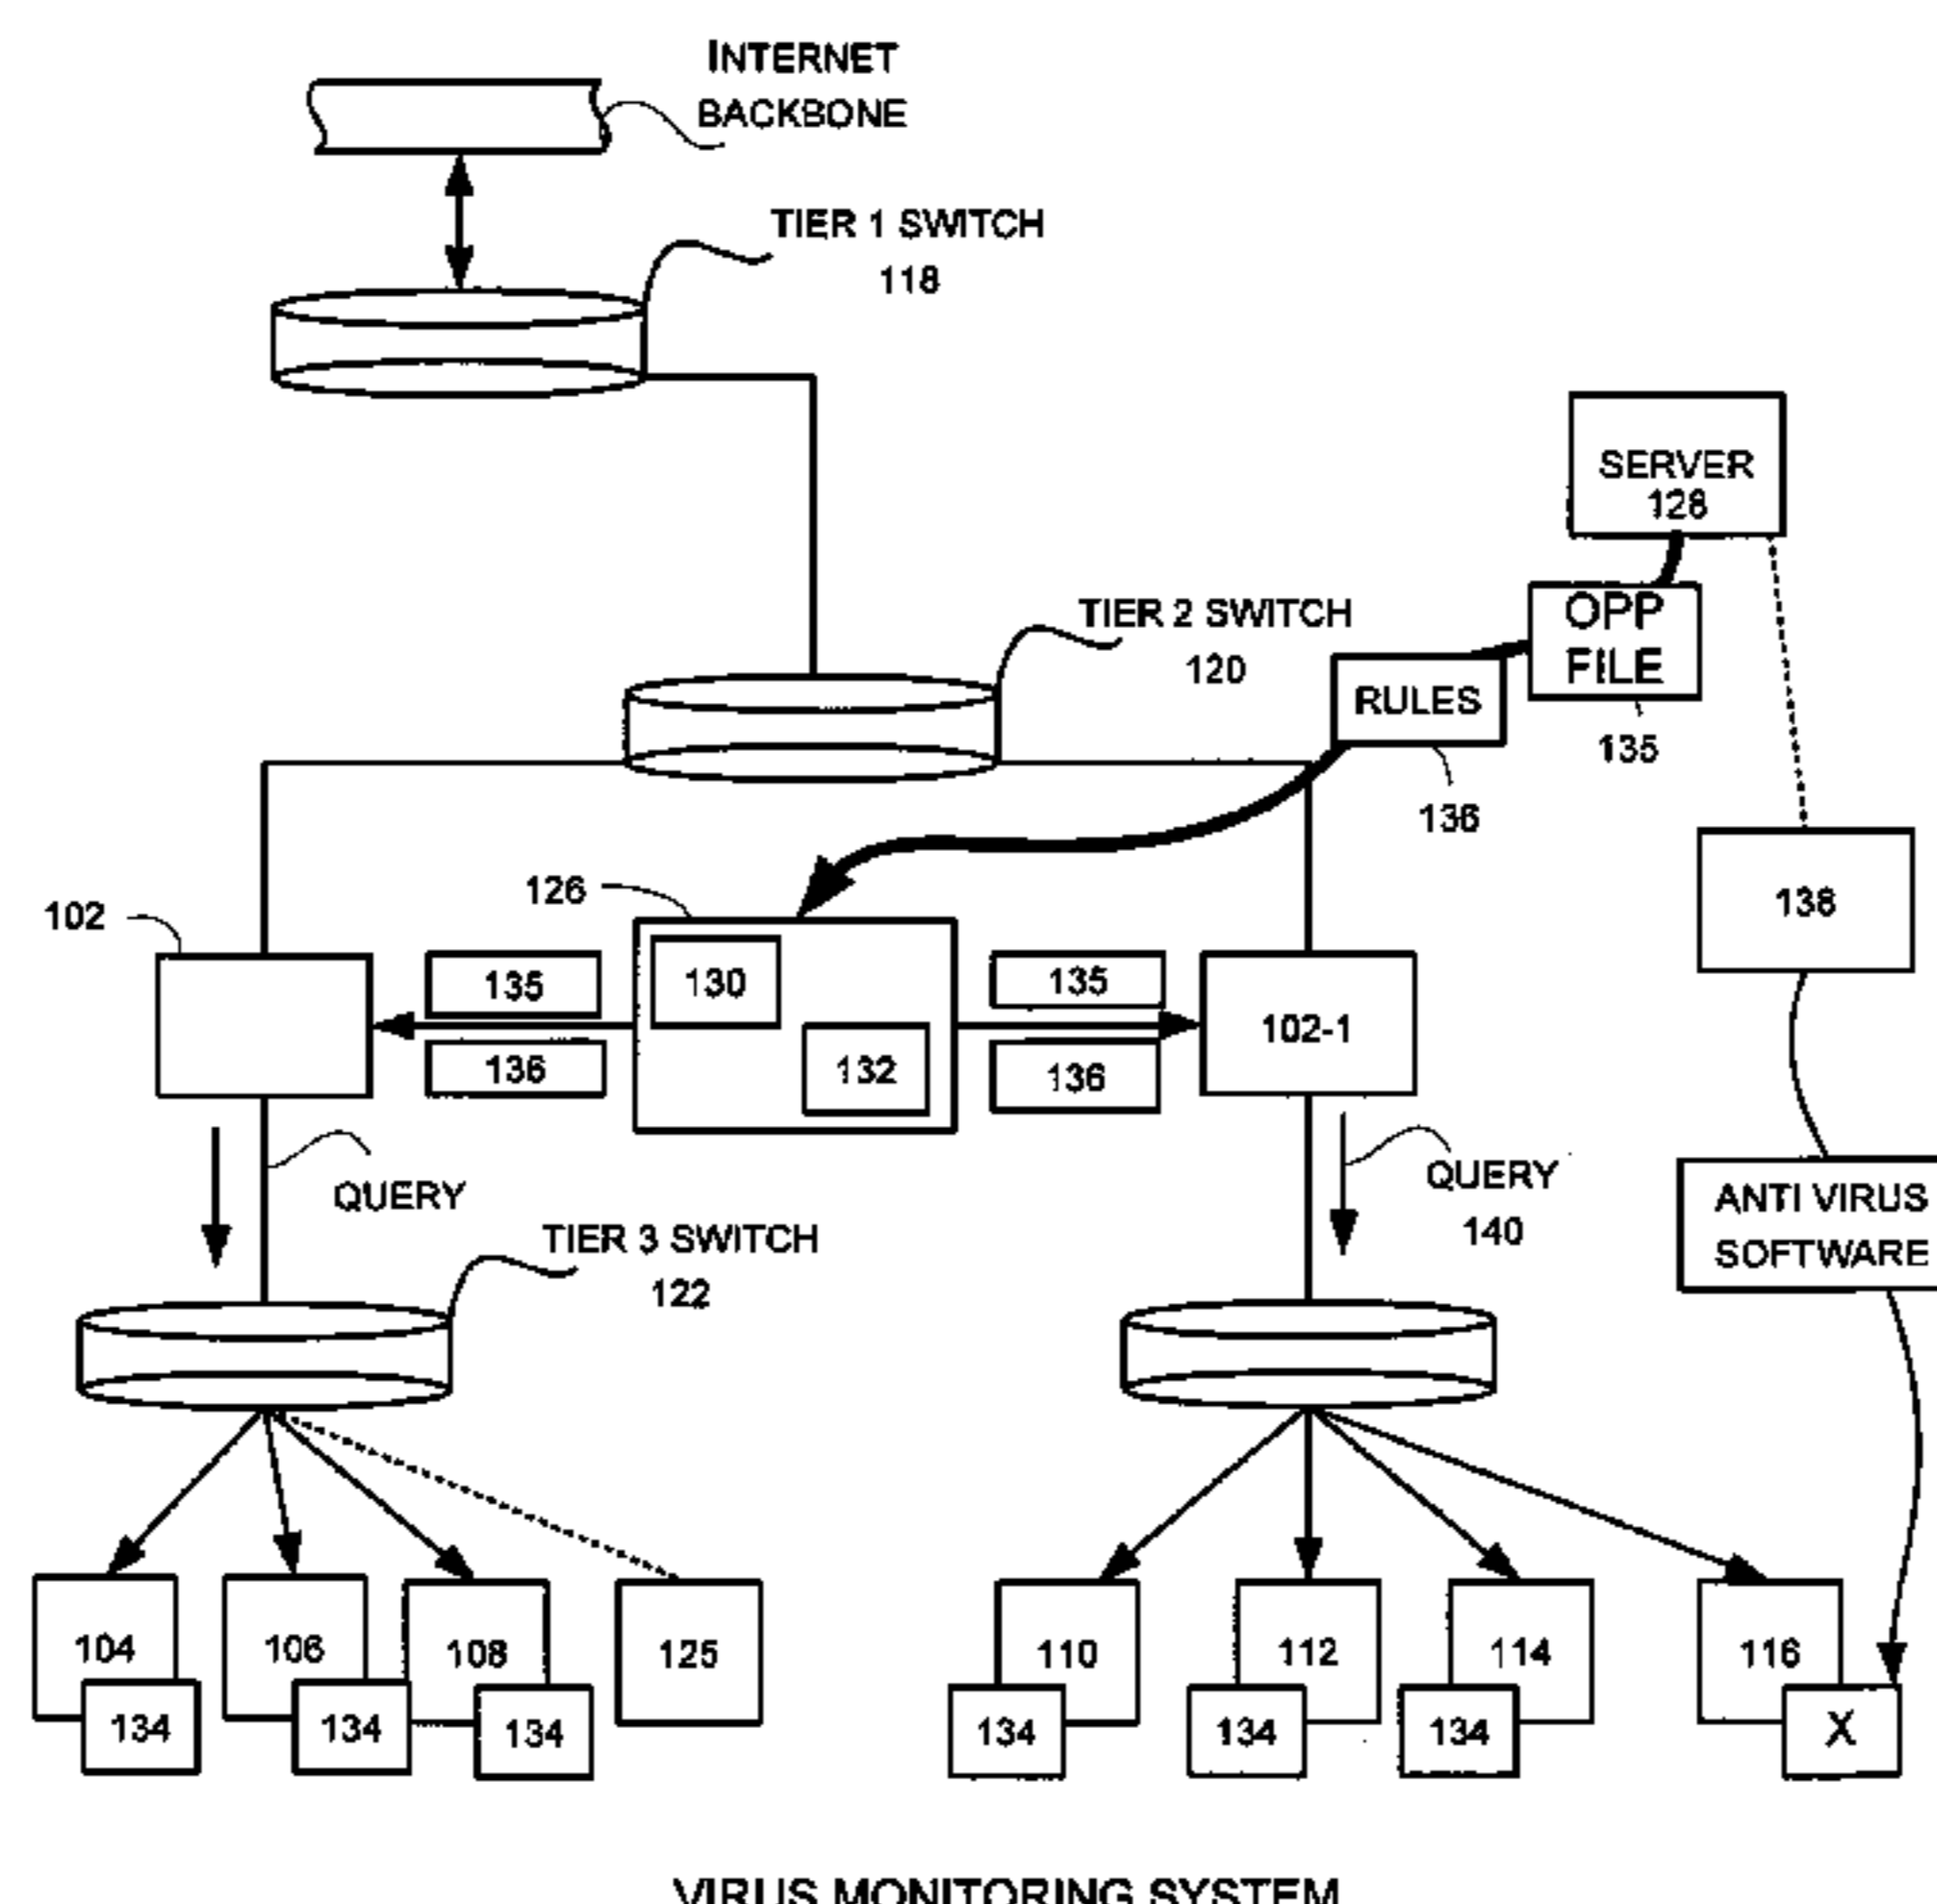 INTERNET
BACKBONE
TIER 1 SWITCH
118
SERVER
128
TIER 2 SWITCH
120
OPP
FILE
135
RULES
136
138
126
102
130
132
135
136
135
136
102-1
QUERY
QUERY
140
ANTI VIRUS
SOFTWARE
TIER 3 SWITCH
122
104
106
108
125
110
112
114
116
134
134
134
134
134
134
X
VIRUS MONITORING SYSTEM